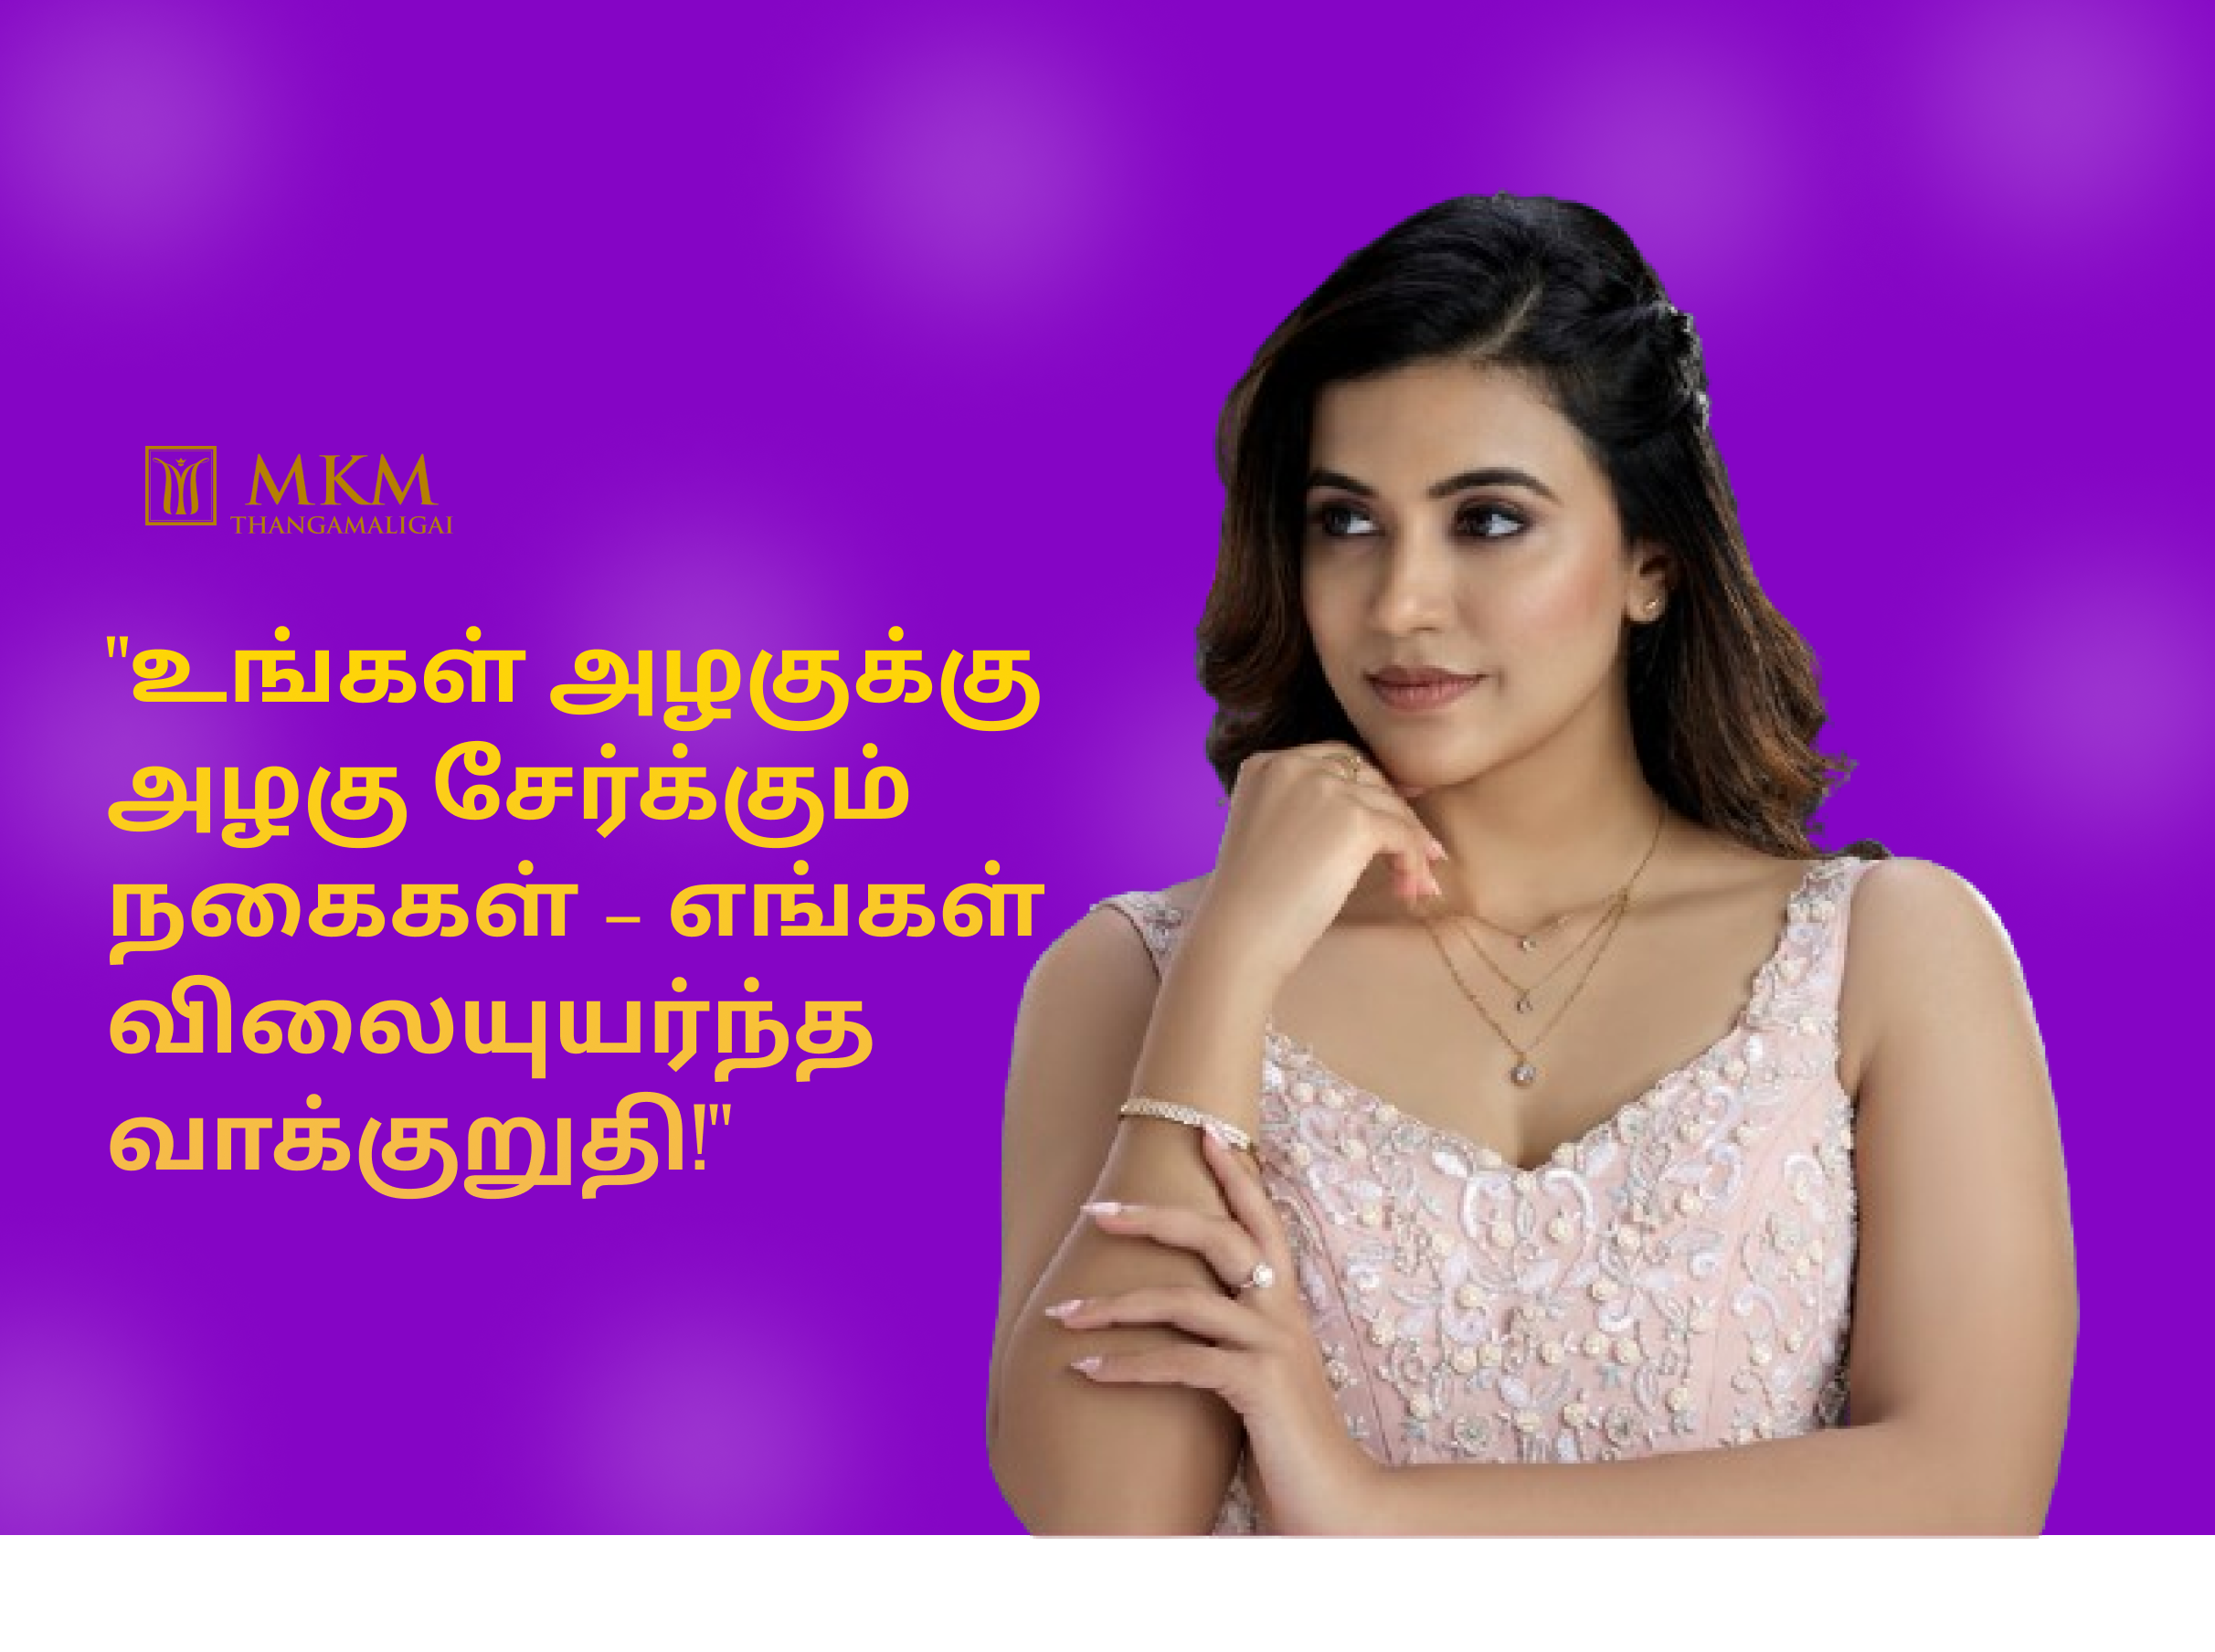 MKM
THANGAMALIGAI
"உங்கள் அழகுக்கு
அழகு சேர்க்கும்
நகைகள் – எங்கள்
விலையுயர்ந்த
வாக்குறுதி!"